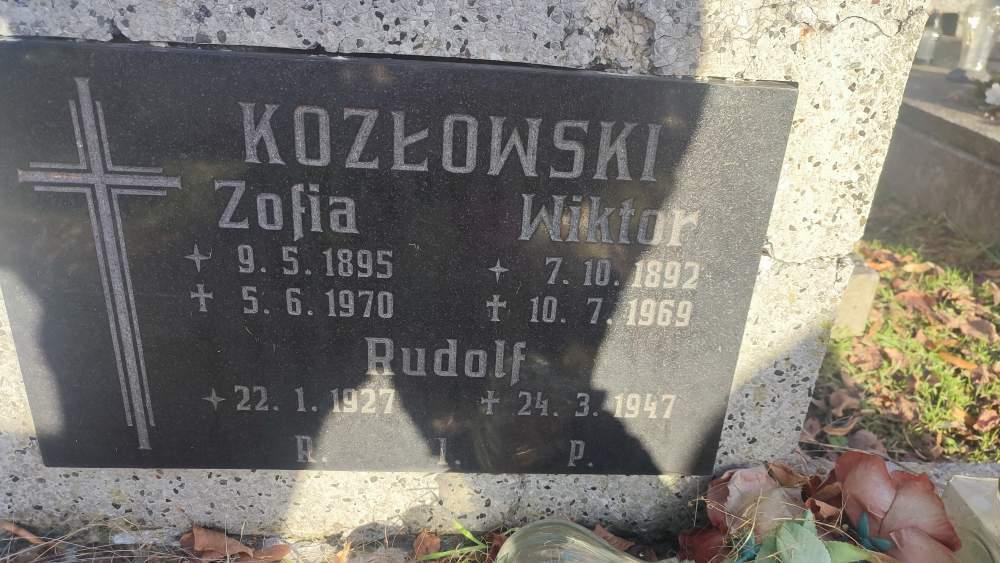 KOZŁOWSKI
Zofia Wiktor
9. 5. 1895 7. 10. 1892
5. 6. 1970 10. 7. 1969
Rudolf
22. 1. 1927 24. 3. 1947
R. I. P.